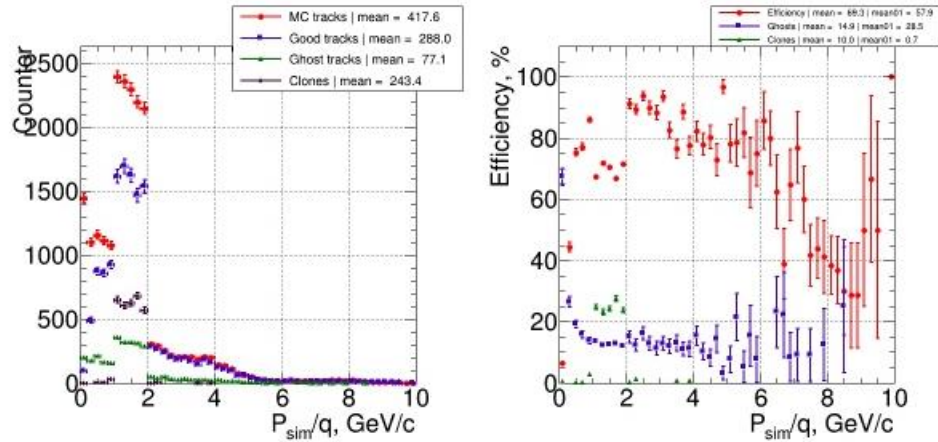 MC tracks | mean = 417.6
Good tracks | mean = 288.0
Ghost tracks | mean = 77.1
Clones | mean = 243.4
Counter
2500
2000
1500
1000
500
0
0 2 4 6 8 10
P_sim/q, GeV/c
Efficiency | mean = 69.3 | mean01 = 57.9
Ghosts | mean = 14.9 | mean01 = 28.5
Clones | mean = 10.0 | mean01 = 0.7
Efficiency, %
100
80
60
40
20
0
0 2 4 6 8 10
P_sim/q, GeV/c